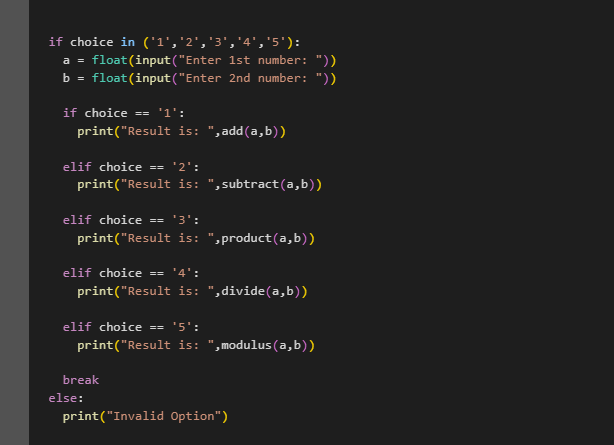 if choice in ('1','2','3','4','5'):
  a = float(input("Enter 1st number: "))
  b = float(input("Enter 2nd number: "))
  if choice == '1':
    print("Result is: ",add(a,b))
  elif choice == '2':
    print("Result is: ",subtract(a,b))
  elif choice == '3':
    print("Result is: ",product(a,b))
  elif choice == '4':
    print("Result is: ",divide(a,b))
  elif choice == '5':
    print("Result is: ",modulus(a,b))
  break
else:
  print("Invalid Option")